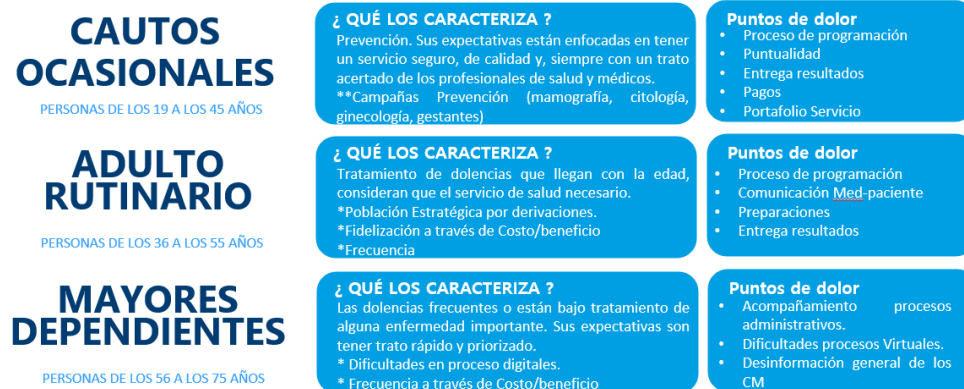 CAUTOS
OCASIONALES
PERSONAS DE LOS 19 A LOS 45 AÑOS
¿ QUÉ LOS CARACTERIZA ?
Prevención. Sus expectativas están enfocadas en tener
un servicio seguro, de calidad y, siempre con un trato
acertado de los profesionales de salud y médicos.
**Campañas Prevención (mamografía, citología,
ginecología, gestantes)
Puntos de dolor
• Proceso de programación
• Puntualidad
• Entrega resultados
• Pagos
• Portafolio Servicio
ADULTO
RUTINARIO
PERSONAS DE LOS 36 A LOS 55 AÑOS
¿ QUÉ LOS CARACTERIZA ?
Tratamiento de dolencias que llegan con la edad,
consideran que el servicio de salud necesario.
*Población Estratégica por derivaciones.
*Fidelización a través de Costo/beneficio
*Frecuencia
Puntos de dolor
• Proceso de programación
• Comunicación Med-paciente
• Preparaciones
• Entrega resultados
MAYORES
DEPENDIENTES
PERSONAS DE LOS 56 A LOS 75 AÑOS
¿ QUÉ LOS CARACTERIZA ?
Las dolencias frecuentes o están bajo tratamiento de
alguna enfermedad importante. Sus expectativas son
tener trato rápido y priorizado.
* Dificultades en proceso digitales.
* Frecuencia a través de Costo/beneficio
Puntos de dolor
• Acompañamiento procesos
administrativos.
• Dificultades procesos Virtuales.
• Desinformación general de los
CM